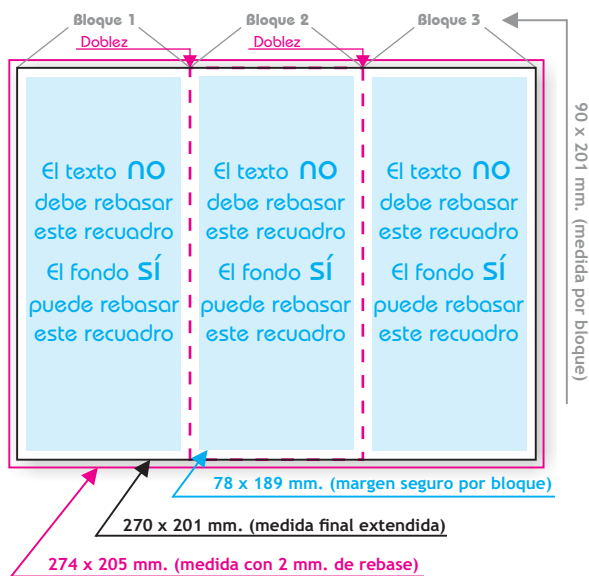 Bloque 1
Bloque 2
Bloque 3
Doblez
Doblez
El texto NO
debe rebasar
este recuadro
El fondo SÍ
puede rebasar
este recuadro
El texto NO
debe rebasar
este recuadro
El fondo SÍ
puede rebasar
este recuadro
El texto NO
debe rebasar
este recuadro
El fondo SÍ
puede rebasar
este recuadro
90 x 201 mm. (medida por bloque)
78 x 189 mm. (margen seguro por bloque)
270 x 201 mm. (medida final extendida)
274 x 205 mm. (medida con 2 mm. de rebase)